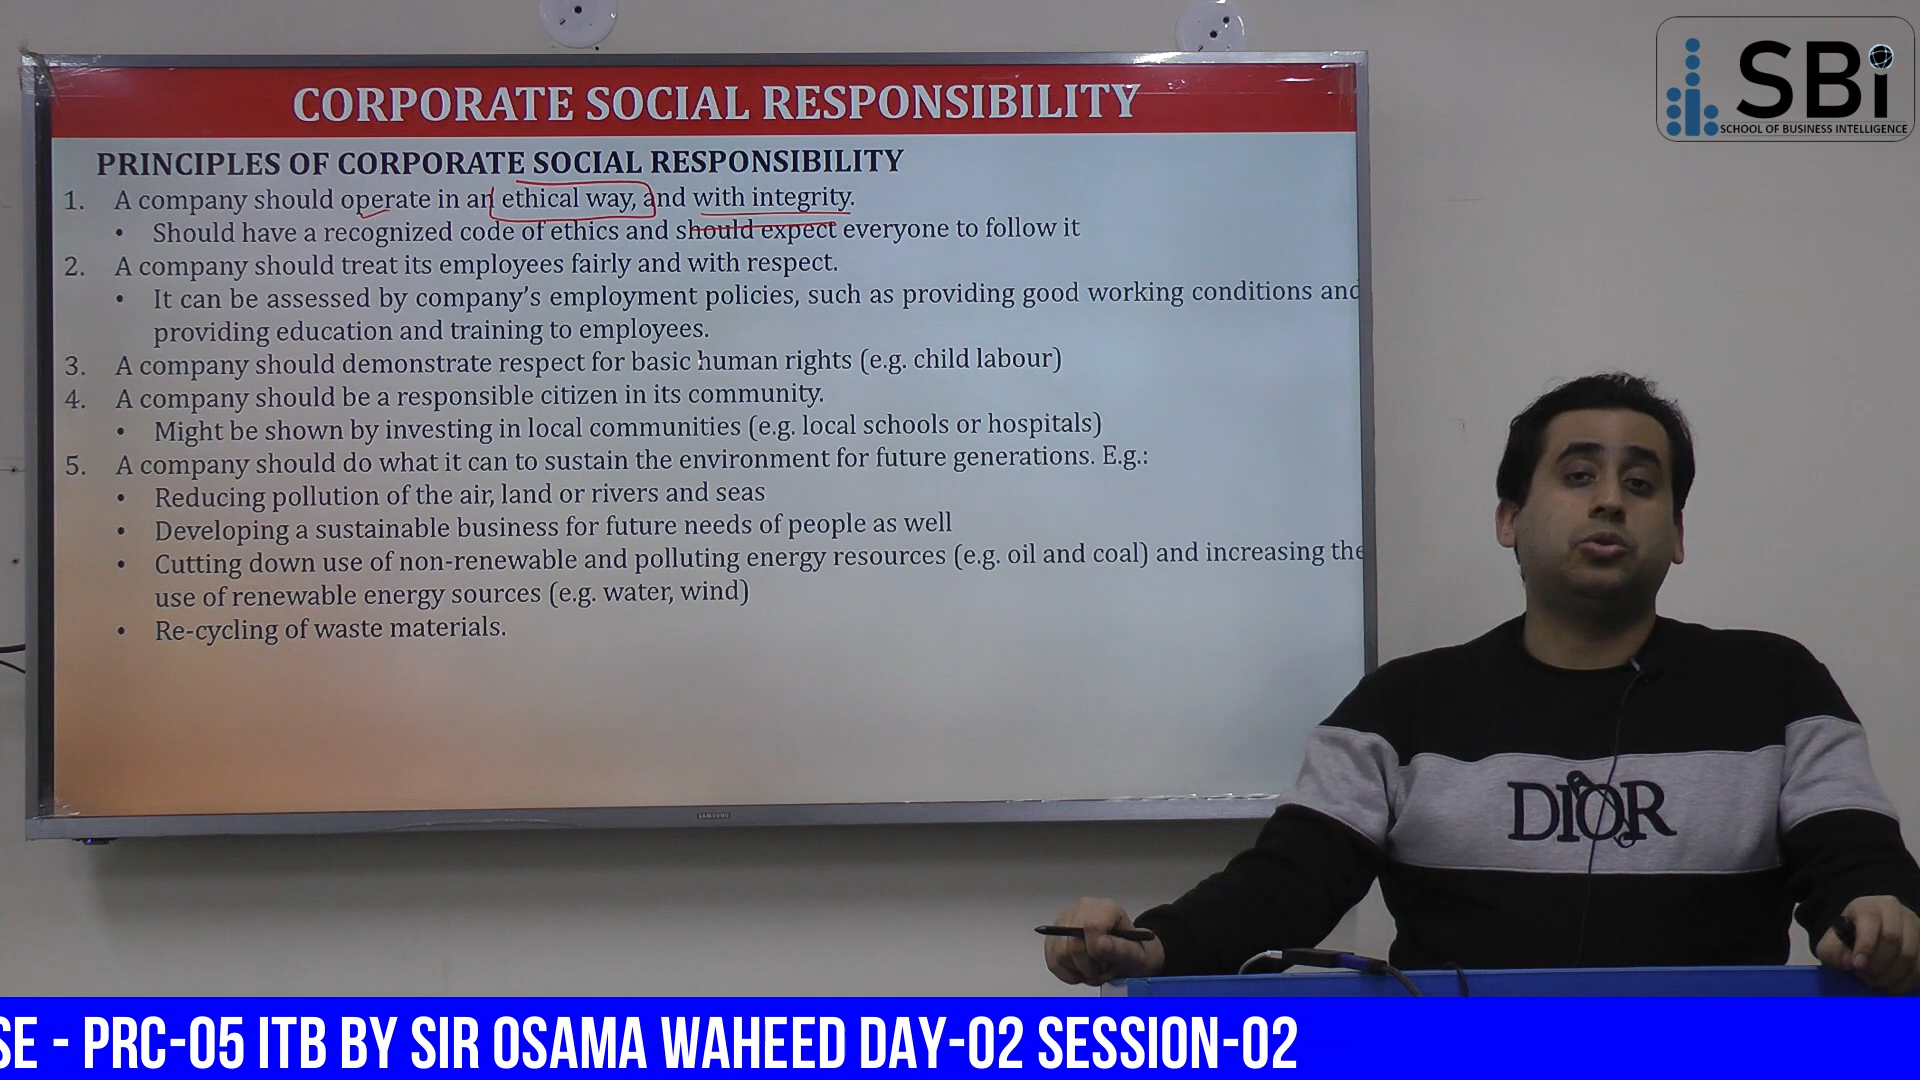 SBi
SCHOOL OF BUSINESS INTELLIGENCE
CORPORATE SOCIAL RESPONSIBILITY
PRINCIPLES OF CORPORATE SOCIAL RESPONSIBILITY
1. A company should operate in an ethical way, and with integrity.
• Should have a recognized code of ethics and should expect everyone to follow it
2. A company should treat its employees fairly and with respect.
• It can be assessed by company's employment policies, such as providing good working conditions and
providing education and training to employees.
3. A company should demonstrate respect for basic human rights (e.g. child labour)
4. A company should be a responsible citizen in its community.
• Might be shown by investing in local communities (e.g. local schools or hospitals)
5. A company should do what it can to sustain the environment for future generations. E.g.:
• Reducing pollution of the air, land or rivers and seas
• Developing a sustainable business for future needs of people as well
• Cutting down use of non-renewable and polluting energy resources (e.g. oil and coal) and increasing the
use of renewable energy sources (e.g. water, wind)
• Re-cycling of waste materials.
SAMSUNG
DIOR
SE - PRC-05 ITB BY SIR OSAMA WAHEED DAY-02 SESSION-02